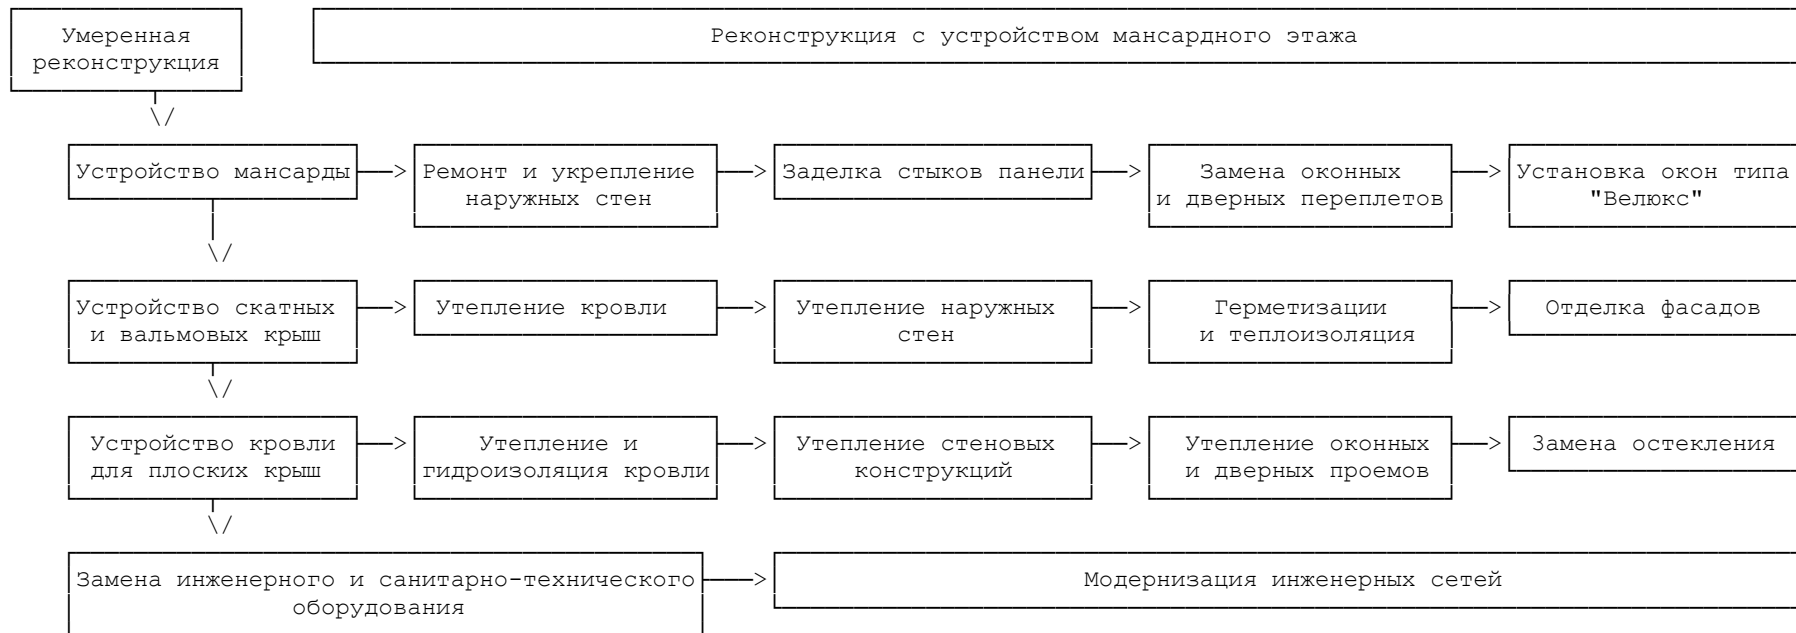 Умеренная
реконструкция
Реконструкция с устройством мансардного этажа
Устройство мансарды
Ремонт и укрепление
наружных стен
Заделка стыков панели
Замена оконных
и дверных переплетов
Установка окон типа
"Велюкс"
Устройство скатных
и вальмовых крыш
Утепление кровли
Утепление наружных
стен
Герметизации
и теплоизоляция
Отделка фасадов
Устройство кровли
для плоских крыш
Утепление и
гидроизоляция кровли
Утепление стеновых
конструкций
Утепление оконных
и дверных проемов
Замена остекления
Замена инженерного и санитарно-технического
оборудования
Модернизация инженерных сетей